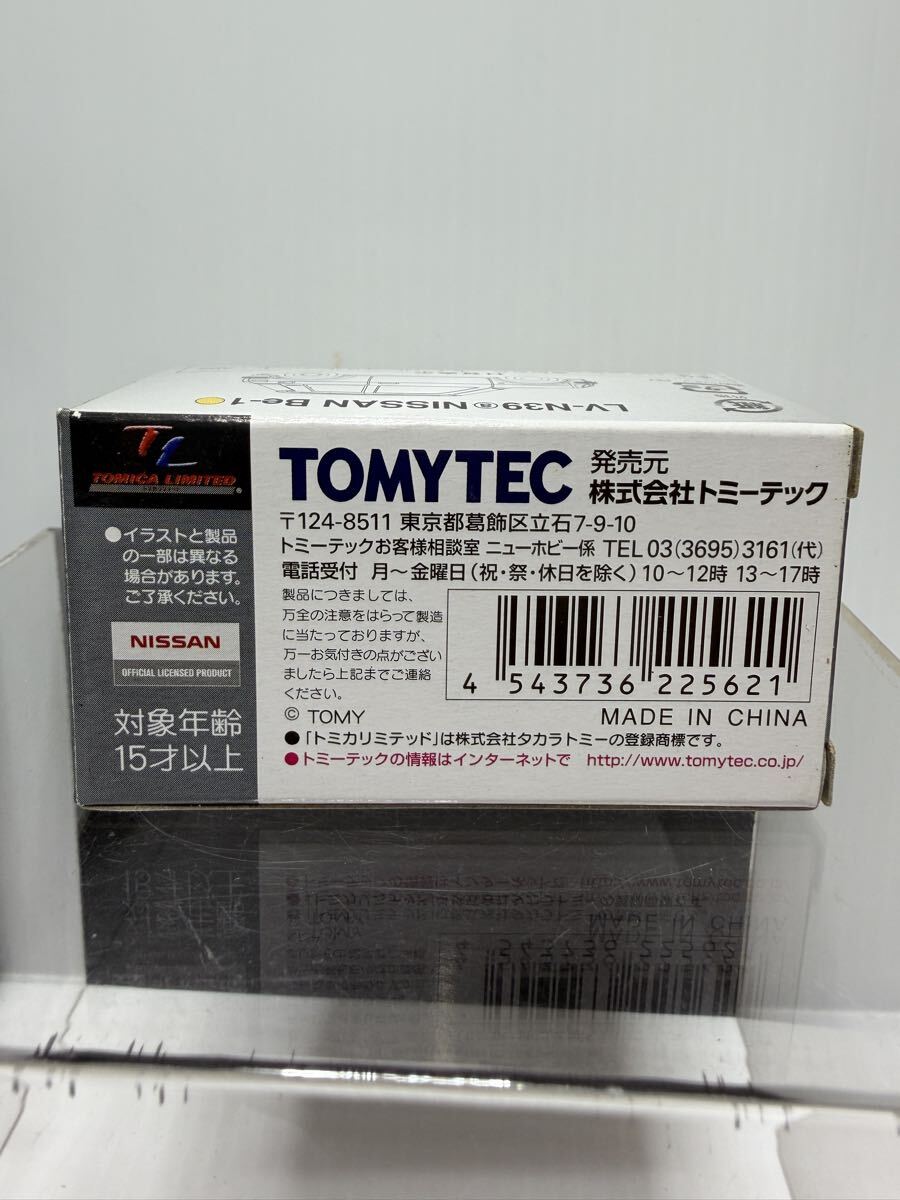 LV-N39ⓐNISSAN Be-1
TL
TOMICA LIMITED
●イラストと製品
の一部は異なる
場合があります。
ご了承ください。
NISSAN
OFFICIAL LICENSED PRODUCT
対象年齢
15才以上
TOMYTEC 発売元
株式会社トミーテック
〒124-8511 東京都葛飾区立石7-9-10
トミーテックお客様相談室 ニューホビー係 TEL 03(3695)3161(代)
電話受付 月~金曜日(祝・祭・休日を除く)10~12時 13~17時
製品につきましては、
万全の注意をはらって製造
に当たっておりますが、
万一お気付きの点がござい
ましたら上記までご連絡
ください。
4 543736 225621
© TOMY
MADE IN CHINA
●「トミカリミテッド」は株式会社タカラトミーの登録商標です。
●トミーテックの情報はインターネットで http://www.tomytec.co.jp/